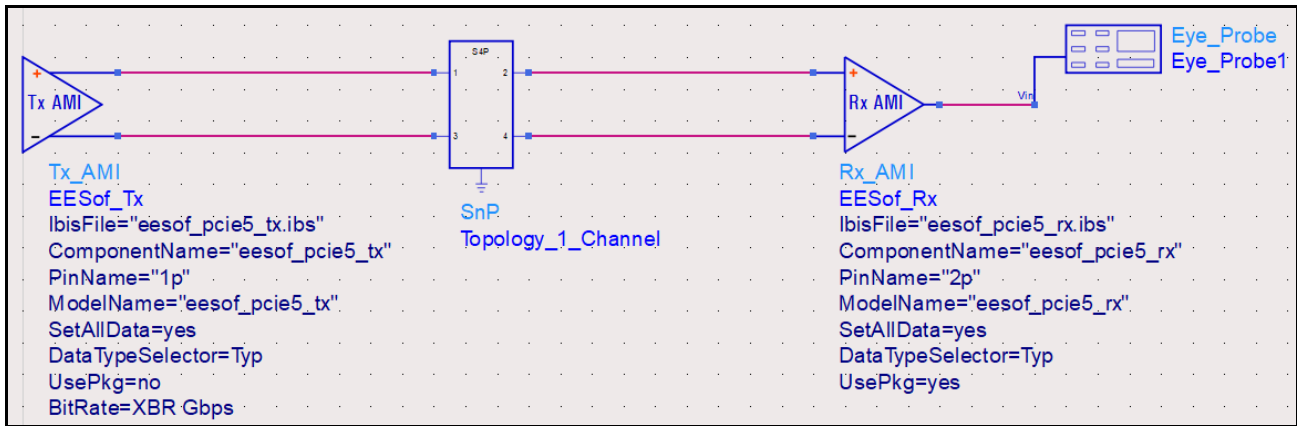 S4P
Eye_Probe
Eye_Probe1
+
1
2
+
Tx AMI
Rx AMI
Vin
–
3
4
–
Tx_AMI
EESof_Tx
IbisFile="eesof_pcie5_tx.ibs"
ComponentName="eesof_pcie5_tx"
PinName="1p"
ModelName="eesof_pcie5_tx"
SetAllData=yes
DataTypeSelector=Typ
UsePkg=no
BitRate=XBR Gbps
SnP
Topology_1_Channel
Rx_AMI
EESof_Rx
IbisFile="eesof_pcie5_rx.ibs"
ComponentName="eesof_pcie5_rx"
PinName="2p"
ModelName="eesof_pcie5_rx"
SetAllData=yes
DataTypeSelector=Typ
UsePkg=yes